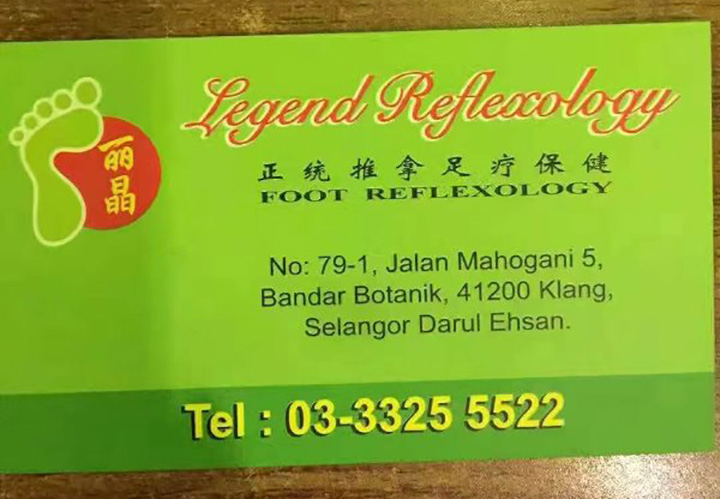 丽
晶
Legend Reflexology
正统推拿足疗保健
FOOT REFLEXOLOGY
No: 79-1, Jalan Mahogani 5,
Bandar Botanik, 41200 Klang,
Selangor Darul Ehsan.
Tel : 03-3325 5522